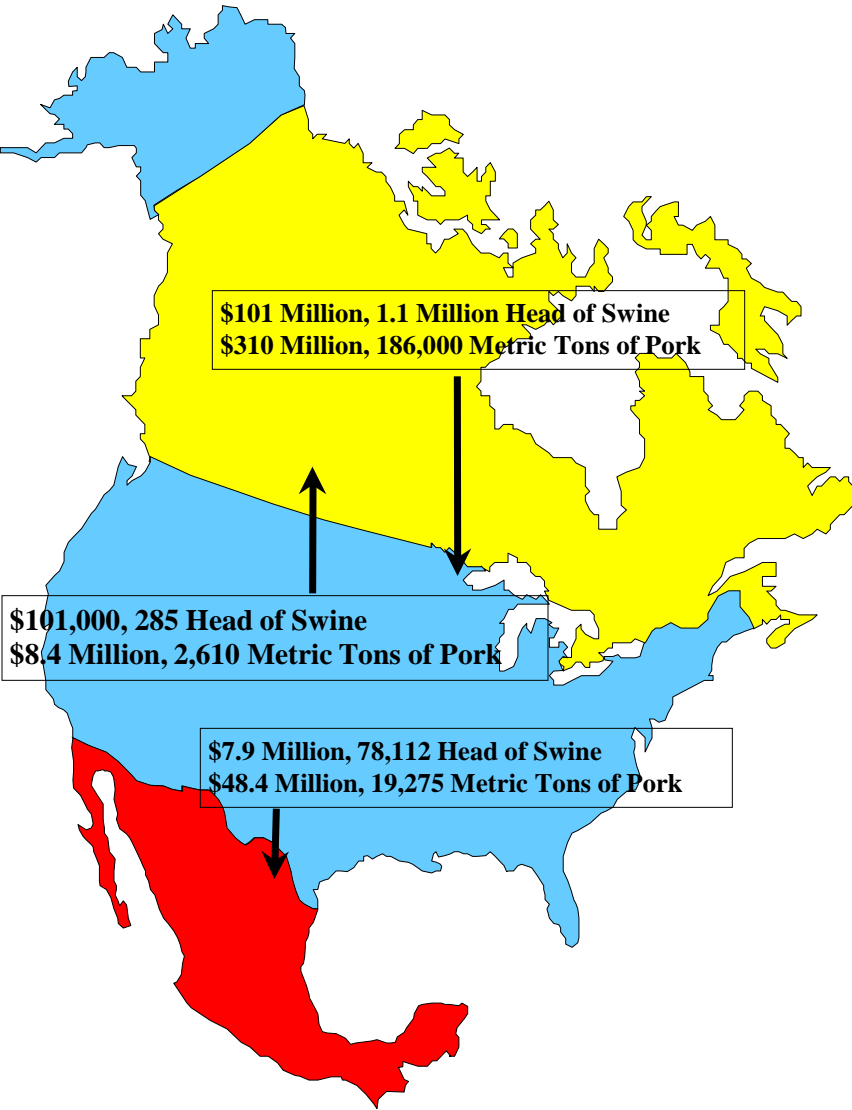 $101 Million, 1.1 Million Head of Swine
$310 Million, 186,000 Metric Tons of Pork
$101,000, 285 Head of Swine
$8.4 Million, 2,610 Metric Tons of Pork
$7.9 Million, 78,112 Head of Swine
$48.4 Million, 19,275 Metric Tons of Pork